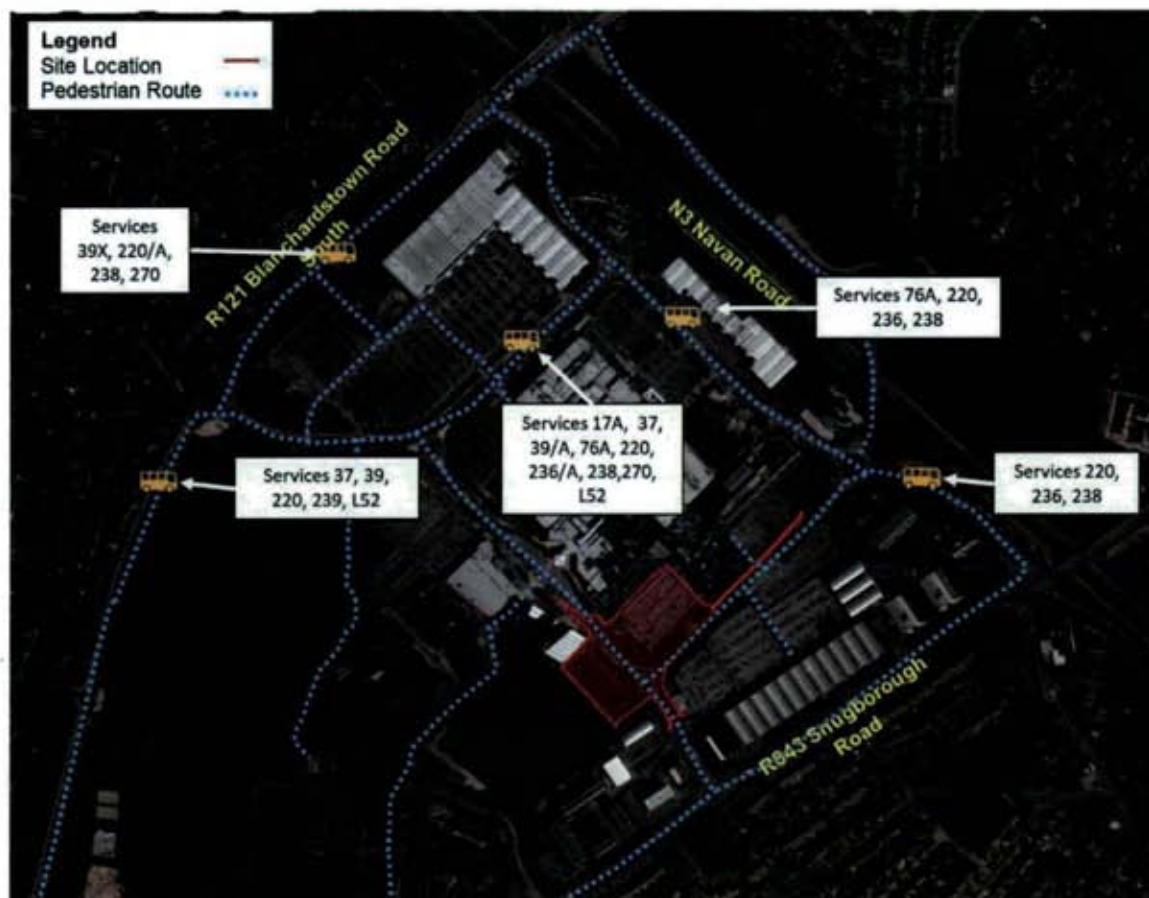 Legend
Site Location
Pedestrian Route
R121 Blanchardstown Road
South
Services
39X, 220/A,
238, 270
N3 Navan Road
Services 76A, 220,
236, 238
Services 17A, 37,
39/A, 76A, 220,
236/A, 238,270,
L52
Services 37, 39,
220, 239, L52
Services 220,
236, 238
R843 Snugborough
Road